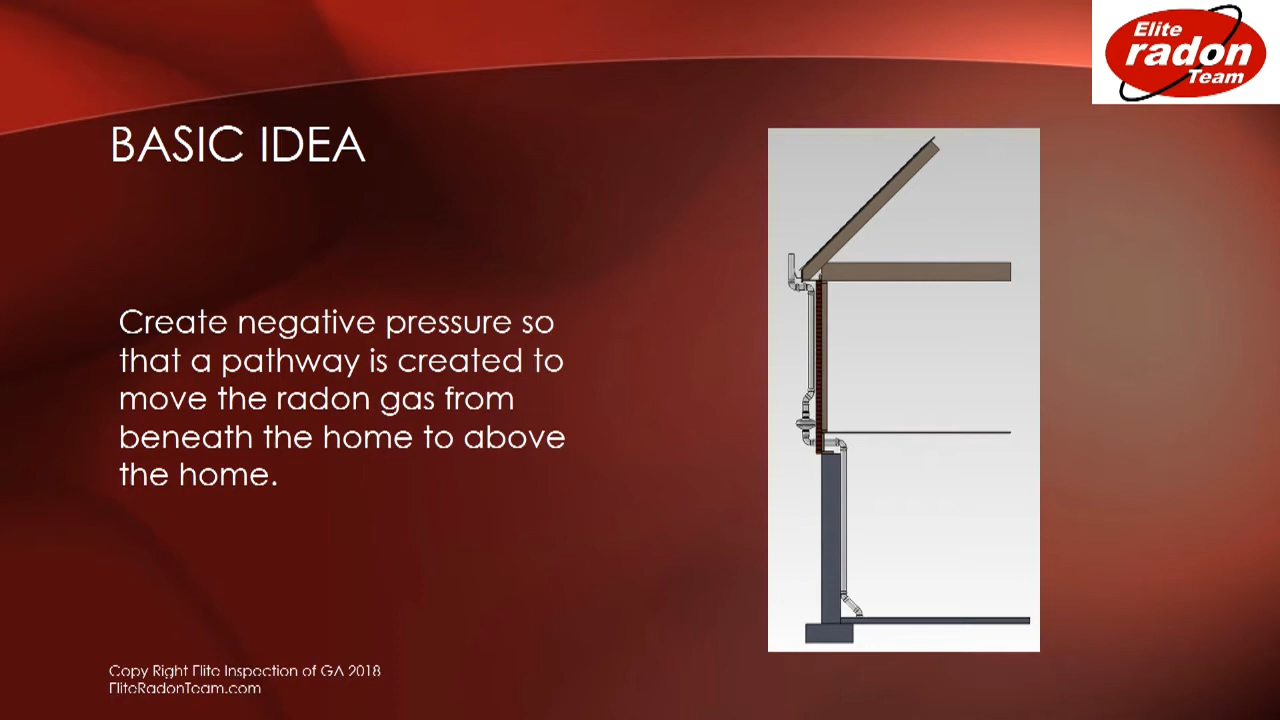 Elite
radon
Team
BASIC IDEA
Create negative pressure so
that a pathway is created to
move the radon gas from
beneath the home to above
the home.
Copy Right Elite Inspection of GA 2018
EliteRadonTeam.com